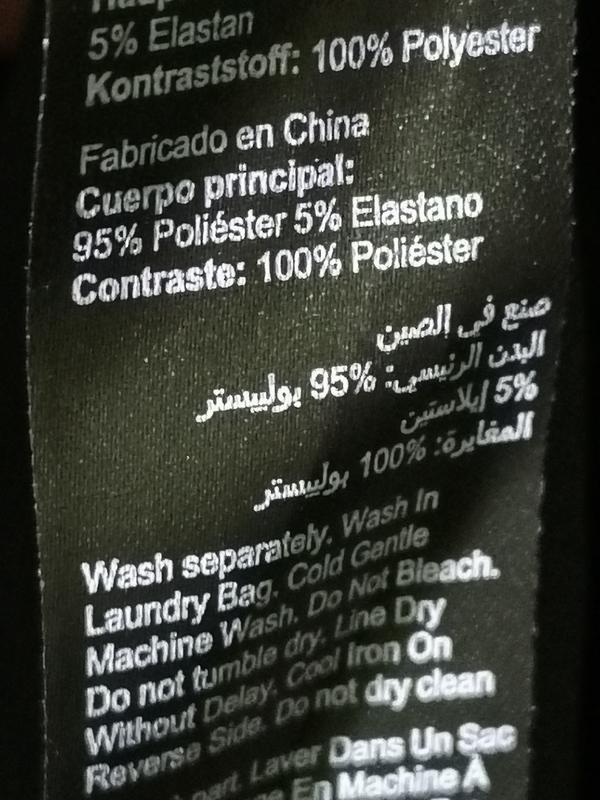 5% Elastan
Kontraststoff: 100% Polyester
Fabricado en China
Cuerpo principal:
95% Poliéster 5% Elastano
Contraste: 100% Poliéster
صنع في الصين
البدن الرئيسي: 95% بوليستر
5% إيلاستين
المغايرة: 100% بوليستر
Wash separately. Wash In
Laundry Bag. Cold Gentle
Machine Wash. Do Not Bleach.
Do not tumble dry. Line Dry
Without Delay. Cool Iron On
Reverse Side. Do not dry clean
part. Laver Dans Un Sac
En Machine À